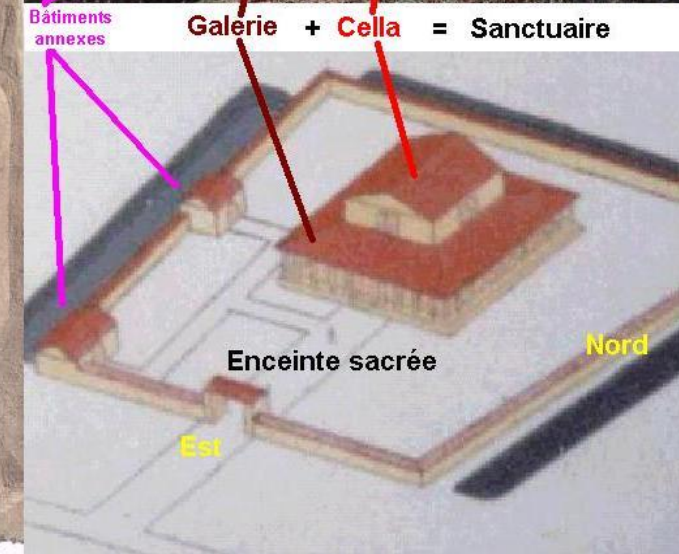 Bâtiments
annexes
Galerie + Cella = Sanctuaire
Enceinte sacrée
Nord
Est